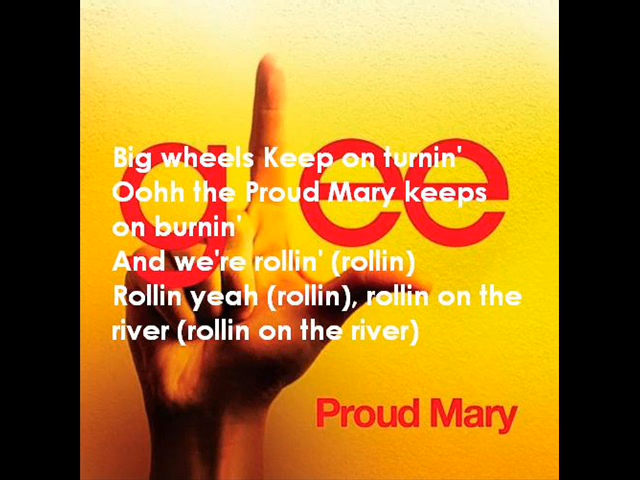 glee
Big wheels Keep on turnin'
Oohh the Proud Mary keeps
on burnin'
And we're rollin' (rollin)
Rollin yeah (rollin), rollin on the
river (rollin on the river)
Proud Mary